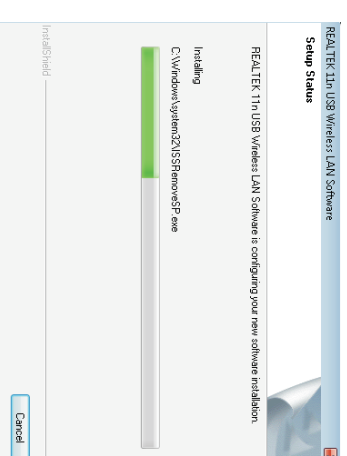 REALTEK 11n USB Wireless LAN Software
Setup Status
REALTEK 11n USB Wireless LAN Software is configuring your new software installation.
Installing
C:\Windows\system32\ISSRemoveSP.exe
InstallShield
Cancel